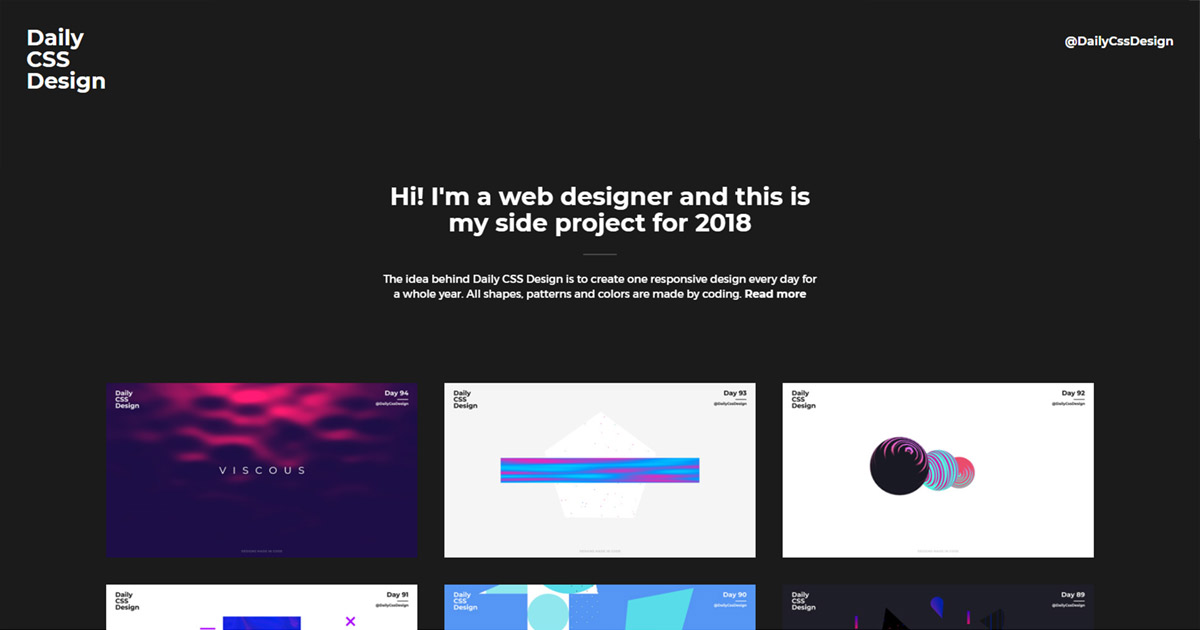 Daily
CSS
Design
@DailyCssDesign
Hi! I'm a web designer and this is
my side project for 2018
The idea behind Daily CSS Design is to create one responsive design every day for
a whole year. All shapes, patterns and colors are made by coding. Read more
Daily
CSS
Design
Day 94
@DailyCssDesign
VISCOUS
Daily
CSS
Design
Day 93
@DailyCssDesign
Daily
CSS
Design
Day 92
@DailyCssDesign
Daily
CSS
Design
Day 91
@DailyCssDesign
Daily
CSS
Design
Day 90
@DailyCssDesign
Daily
CSS
Design
Day 89
@DailyCssDesign